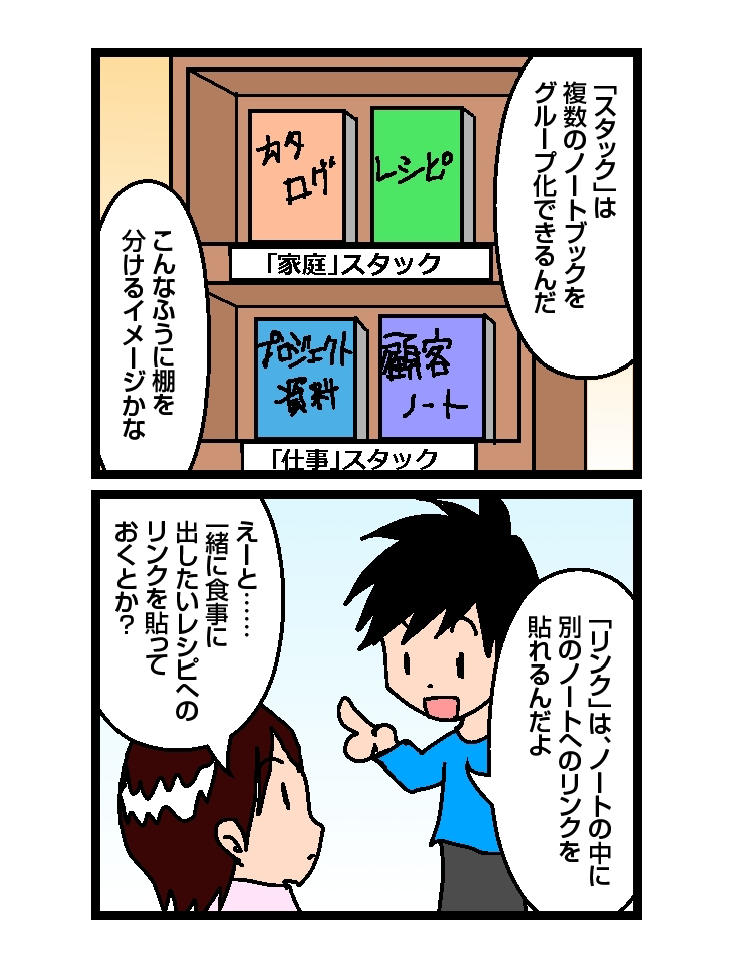 「スタック」は
複数のノートブックを
グループ化できるんだ
カタ
ログ
レシピ
「家庭」スタック
こんなふうに棚を
分けるイメージかな
プロジェクト
資料
顧客
ノート
「仕事」スタック
「リンク」は、ノートの中に
別のノートへのリンクを
貼れるんだよ
えーと……
一緒に食事に
出したいレシピへの
リンクを貼って
おくとか？